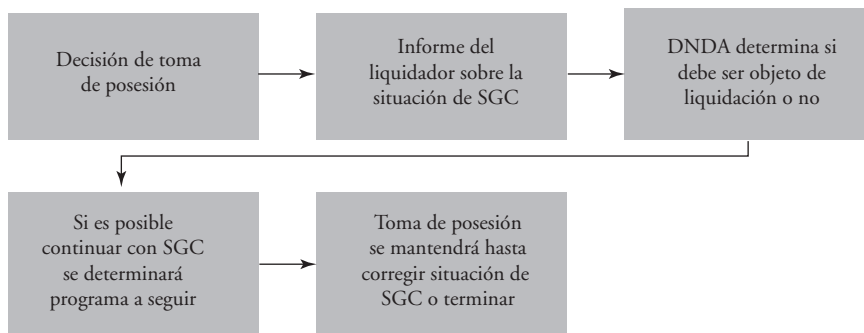 Decisión de toma
de posesión
Informe del
liquidador sobre la
situación de SGC
DNDA determina si
debe ser objeto de
liquidación o no
Si es posible
continuar con SGC
se determinará
programa a seguir
Toma de posesión
se mantendrá hasta
corregir situación de
SGC o terminar